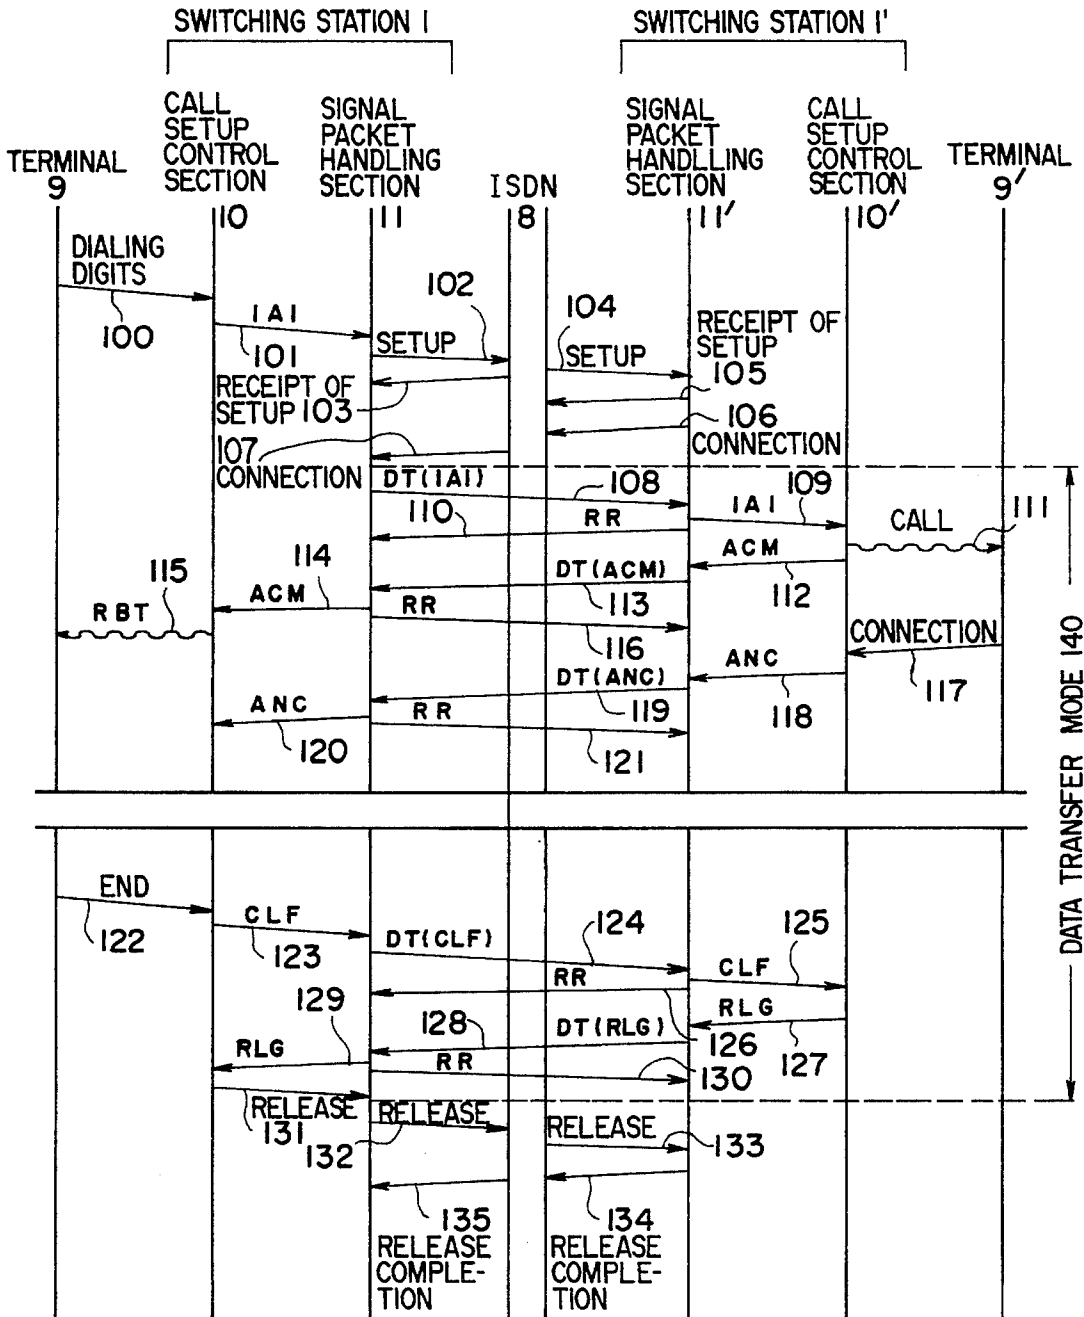 SWITCHING STATION 1
SWITCHING STATION 1'
CALL
SETUP
CONTROL
SECTION
SIGNAL
PACKET
HANDLING
SECTION
SIGNAL
PACKET
HANDLLING
SECTION
CALL
SETUP
CONTROL
SECTION
TERMINAL
9
10
11
ISDN
8
11'
10'
TERMINAL
9'
DIALING
DIGITS
100
IAI
101
SETUP
102
RECEIPT OF
SETUP 103
104
SETUP
RECEIPT OF
SETUP
105
106
CONNECTION
107
CONNECTION
DT(IAI)
108
109
IAI
110
RR
CALL
111
ACM
112
DT(ACM)
113
114
ACM
115
RBT
RR
116
CONNECTION
117
ANC
118
DT(ANC)
119
ANC
120
RR
121
DATA TRANSFER MODE 140
END
122
CLF
123
DT(CLF)
124
125
CLF
RR
126
RLG
127
DT(RLG)
128
129
RLG
RR
130
RELEASE
131
RELEASE
132
RELEASE
133
135
RELEASE
COMPLE-
TION
134
RELEASE
COMPLE-
TION